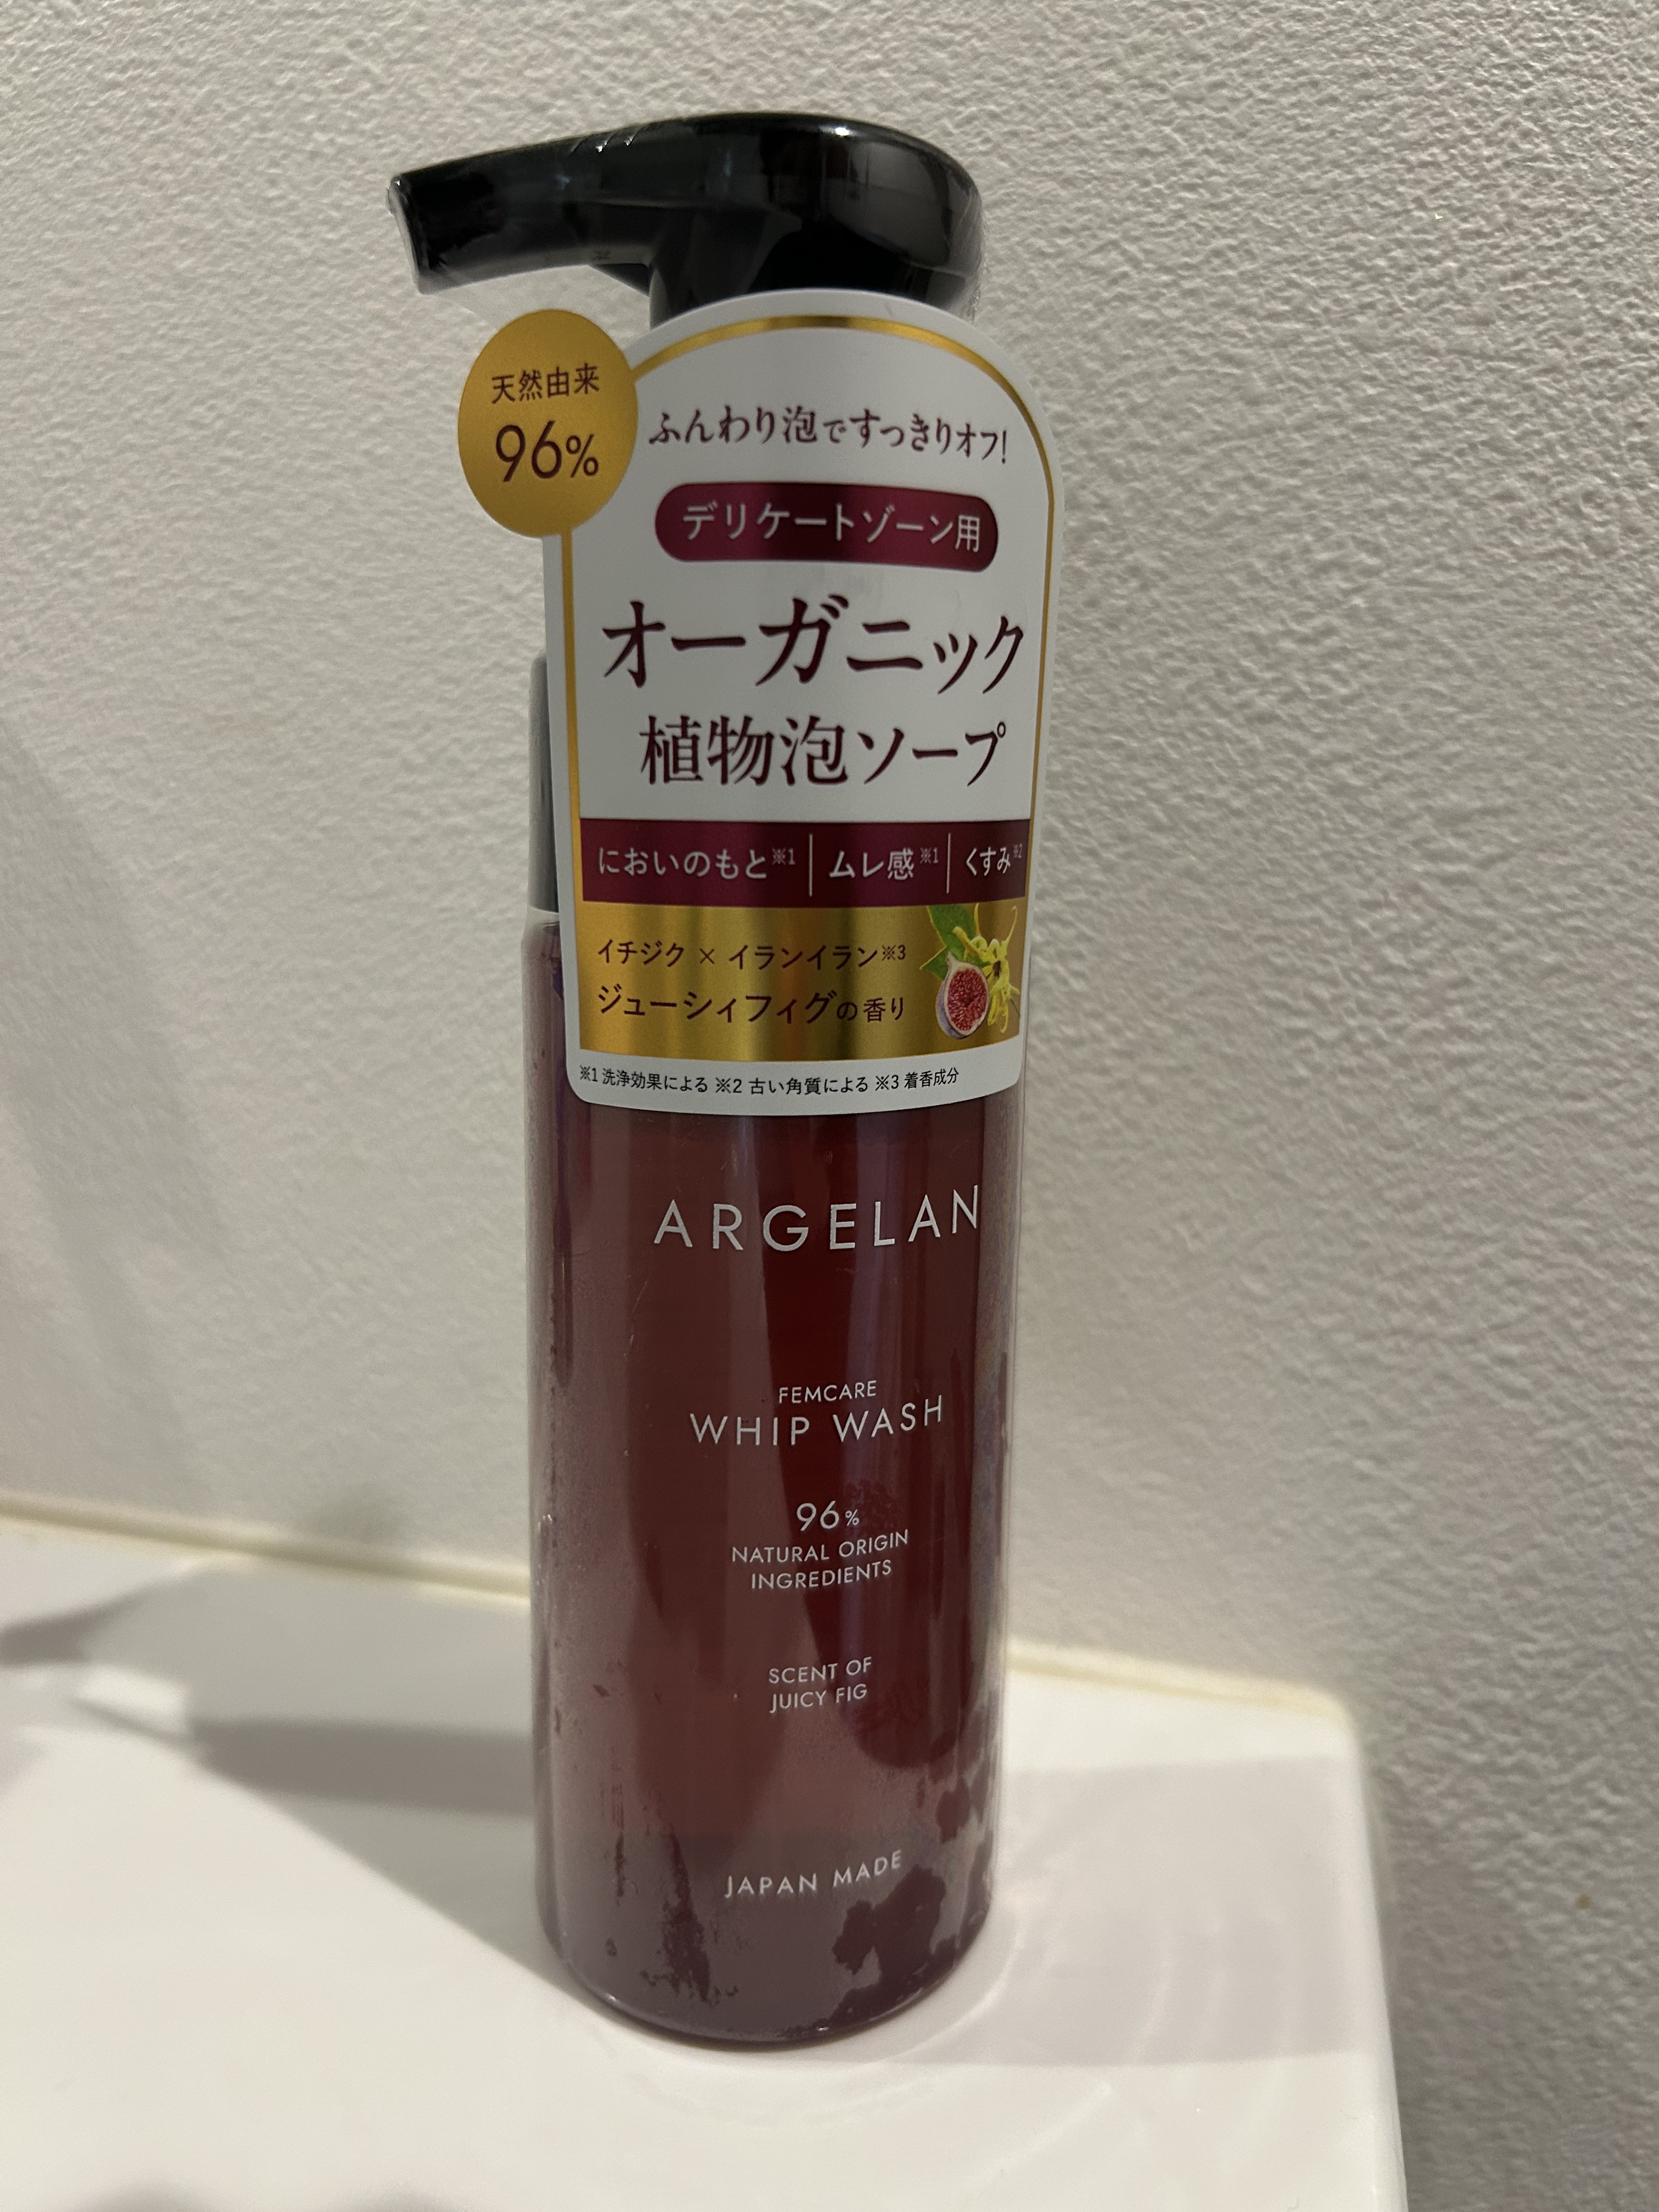 天然由来
96%
ふんわり泡ですっきりオフ!
デリケートゾーン用
オーガニック
植物泡ソープ
においのもと※1 | ムレ感※1 | くすみ※2
イチジク × イランイラン※3
ジューシィフィグの香り
※1 洗浄効果による ※2 古い角質による ※3 着香成分
ARGELAN
FEMCARE
WHIP WASH
96%
NATURAL ORIGIN
INGREDIENTS
SCENT OF
JUICY FIG
JAPAN MADE